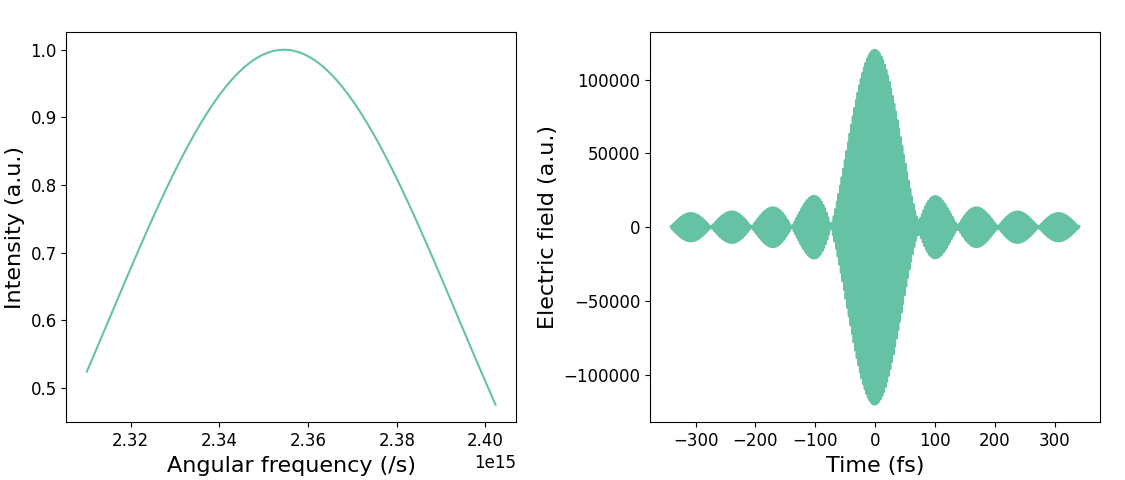 Intensity (a.u.)
1.0
0.9
0.8
0.7
0.6
0.5
2.32 2.34 2.36 2.38 2.40
1e15
Angular frequency (/s)
Electric field (a.u.)
100000
50000
0
−50000
−100000
−300 −200 −100 0 100 200 300
Time (fs)